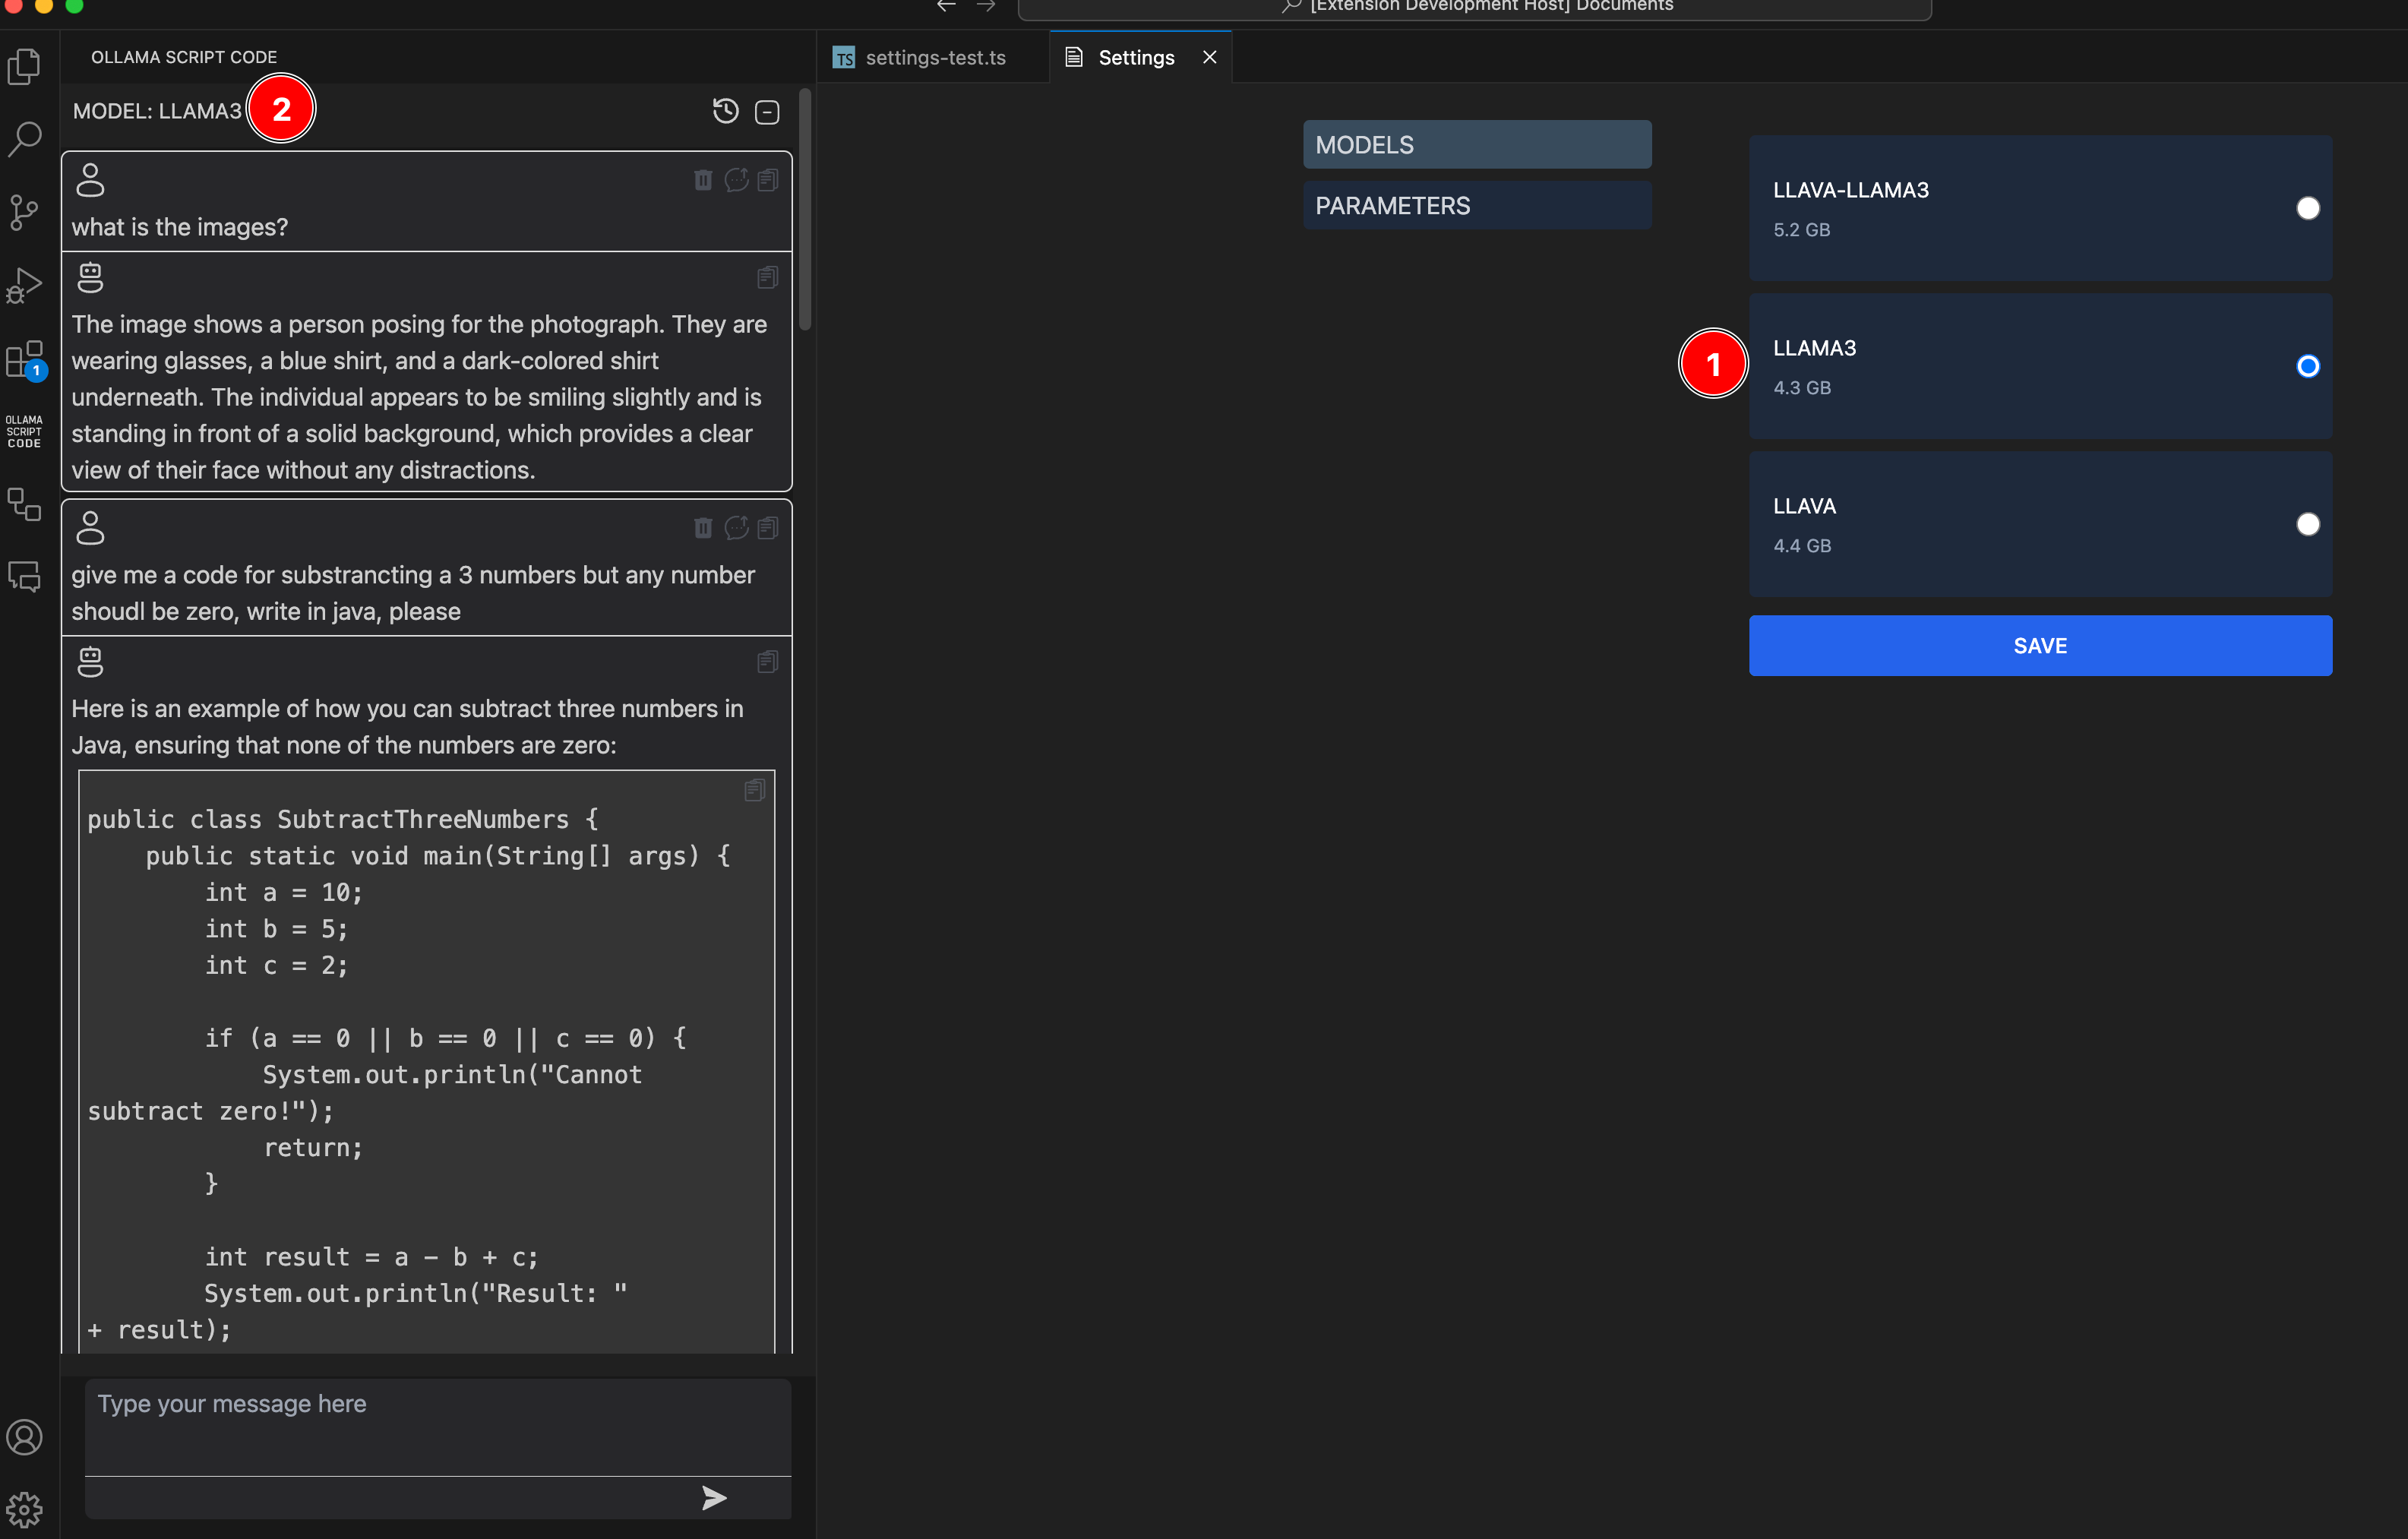 [Extension Development Host] Documents
OLLAMA SCRIPT CODE
MODEL: LLAMA3
2
what is the images?
The image shows a person posing for the photograph. They are
wearing glasses, a blue shirt, and a dark-colored shirt
underneath. The individual appears to be smiling slightly and is
standing in front of a solid background, which provides a clear
view of their face without any distractions.
give me a code for substrancting a 3 numbers but any number
shoudl be zero, write in java, please
Here is an example of how you can subtract three numbers in
Java, ensuring that none of the numbers are zero:
public class SubtractThreeNumbers {
    public static void main(String[] args) {
        int a = 10;
        int b = 5;
        int c = 2;
        if (a == 0 || b == 0 || c == 0) {
            System.out.println("Cannot
subtract zero!");
            return;
        }
        int result = a - b + c;
        System.out.println("Result: "
+ result);
Type your message here
1
OLLAMA
SCRIPT
CODE
TS settings-test.ts
Settings
MODELS
PARAMETERS
LLAVA-LLAMA3
5.2 GB
1
LLAMA3
4.3 GB
LLAVA
4.4 GB
SAVE